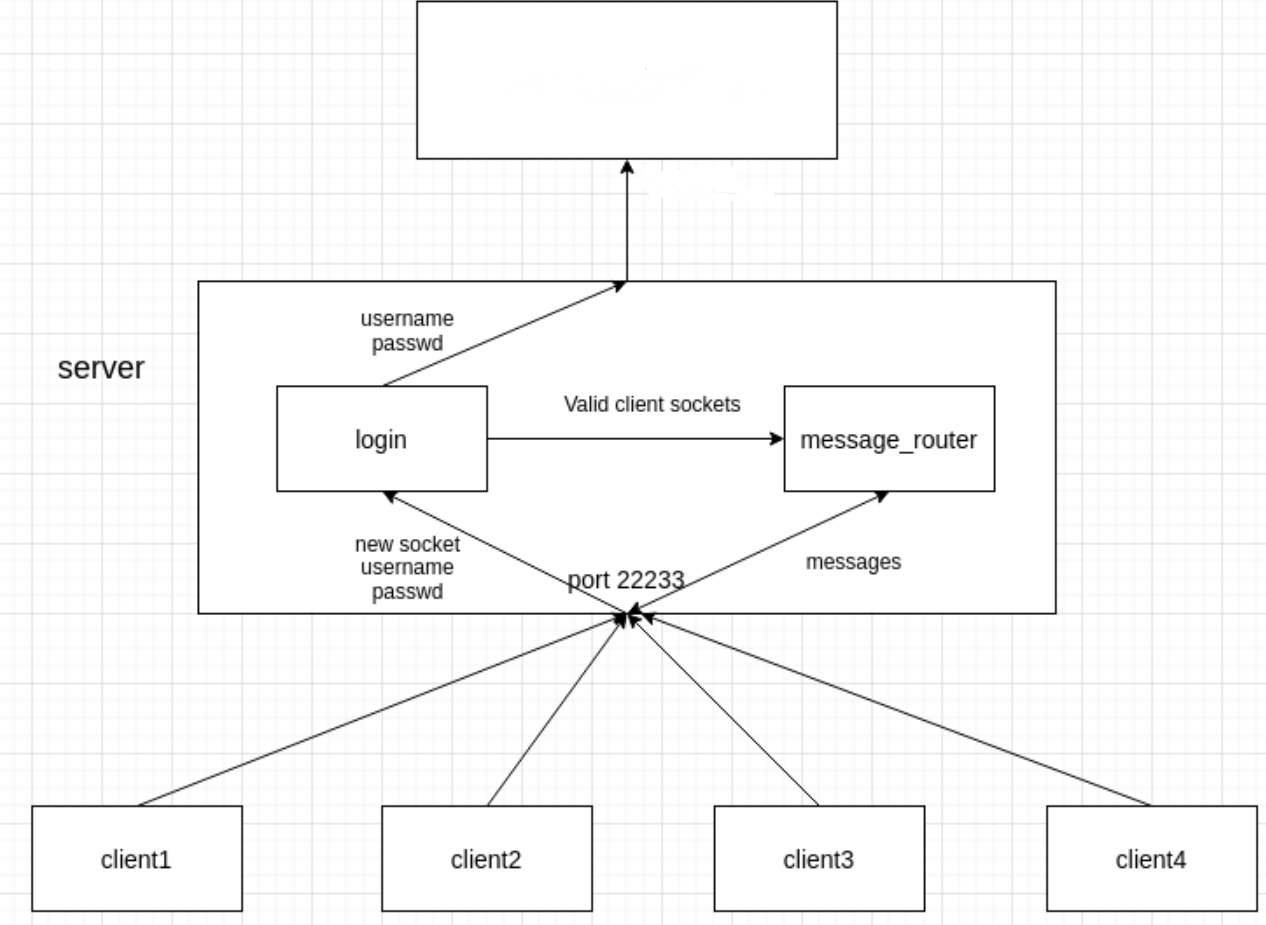 username
passwd
server
Valid client sockets
login
message_router
new socket
username
passwd
port 22233
messages
client1
client2
client3
client4